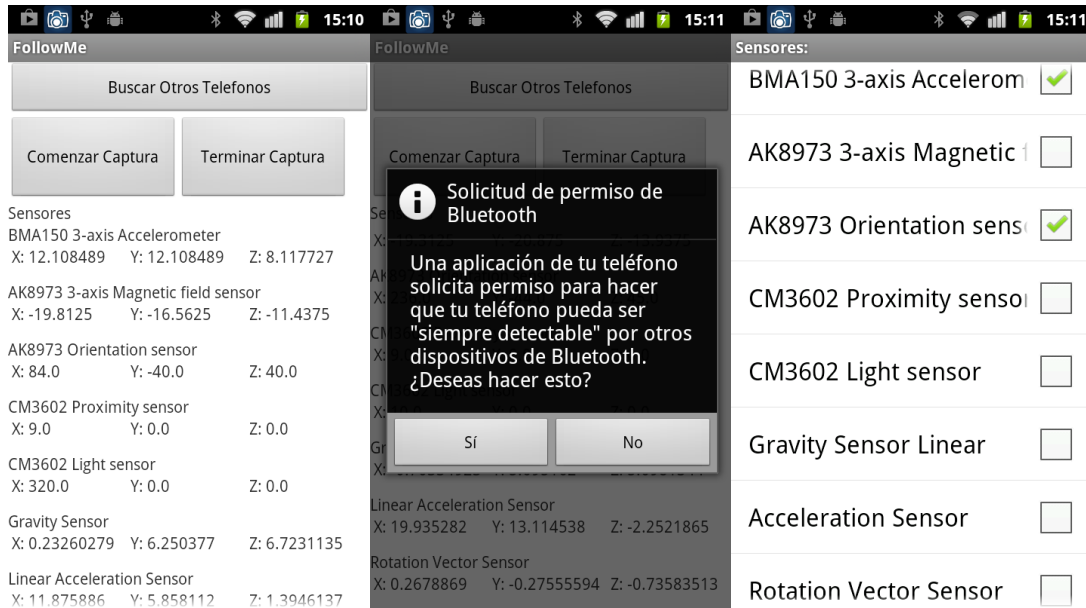 15:10
FollowMe
Buscar Otros Telefonos
Comenzar Captura
Terminar Captura
Sensores
BMA150 3-axis Accelerometer
X: 12.108489 Y: 12.108489 Z: 8.117727
AK8973 3-axis Magnetic field sensor
X: -19.8125 Y: -16.5625 Z: -11.4375
AK8973 Orientation sensor
X: 84.0 Y: -40.0 Z: 40.0
CM3602 Proximity sensor
X: 9.0 Y: 0.0 Z: 0.0
CM3602 Light sensor
X: 320.0 Y: 0.0 Z: 0.0
Gravity Sensor
X: 0.23260279 Y: 6.250377 Z: 6.7231135
Linear Acceleration Sensor
X: 11.875886 Y: 5.858112 Z: 1.3946137
15:11
FollowMe
Buscar Otros Telefonos
Comenzar Captura
Terminar Captura
Solicitud de permiso de
Bluetooth
Una aplicación de tu teléfono
solicita permiso para hacer
que tu teléfono pueda ser
"siempre detectable" por otros
dispositivos de Bluetooth.
¿Deseas hacer esto?
Sí
No
Linear Acceleration Sensor
X: 19.935282 Y: 13.114538 Z: -2.2521865
Rotation Vector Sensor
X: 0.2678869 Y: -0.27555594 Z: -0.73583513
15:11
Sensores:
BMA150 3-axis Accelerom
AK8973 3-axis Magnetic f
AK8973 Orientation sens
CM3602 Proximity sensor
CM3602 Light sensor
Gravity Sensor Linear
Acceleration Sensor
Rotation Vector Sensor